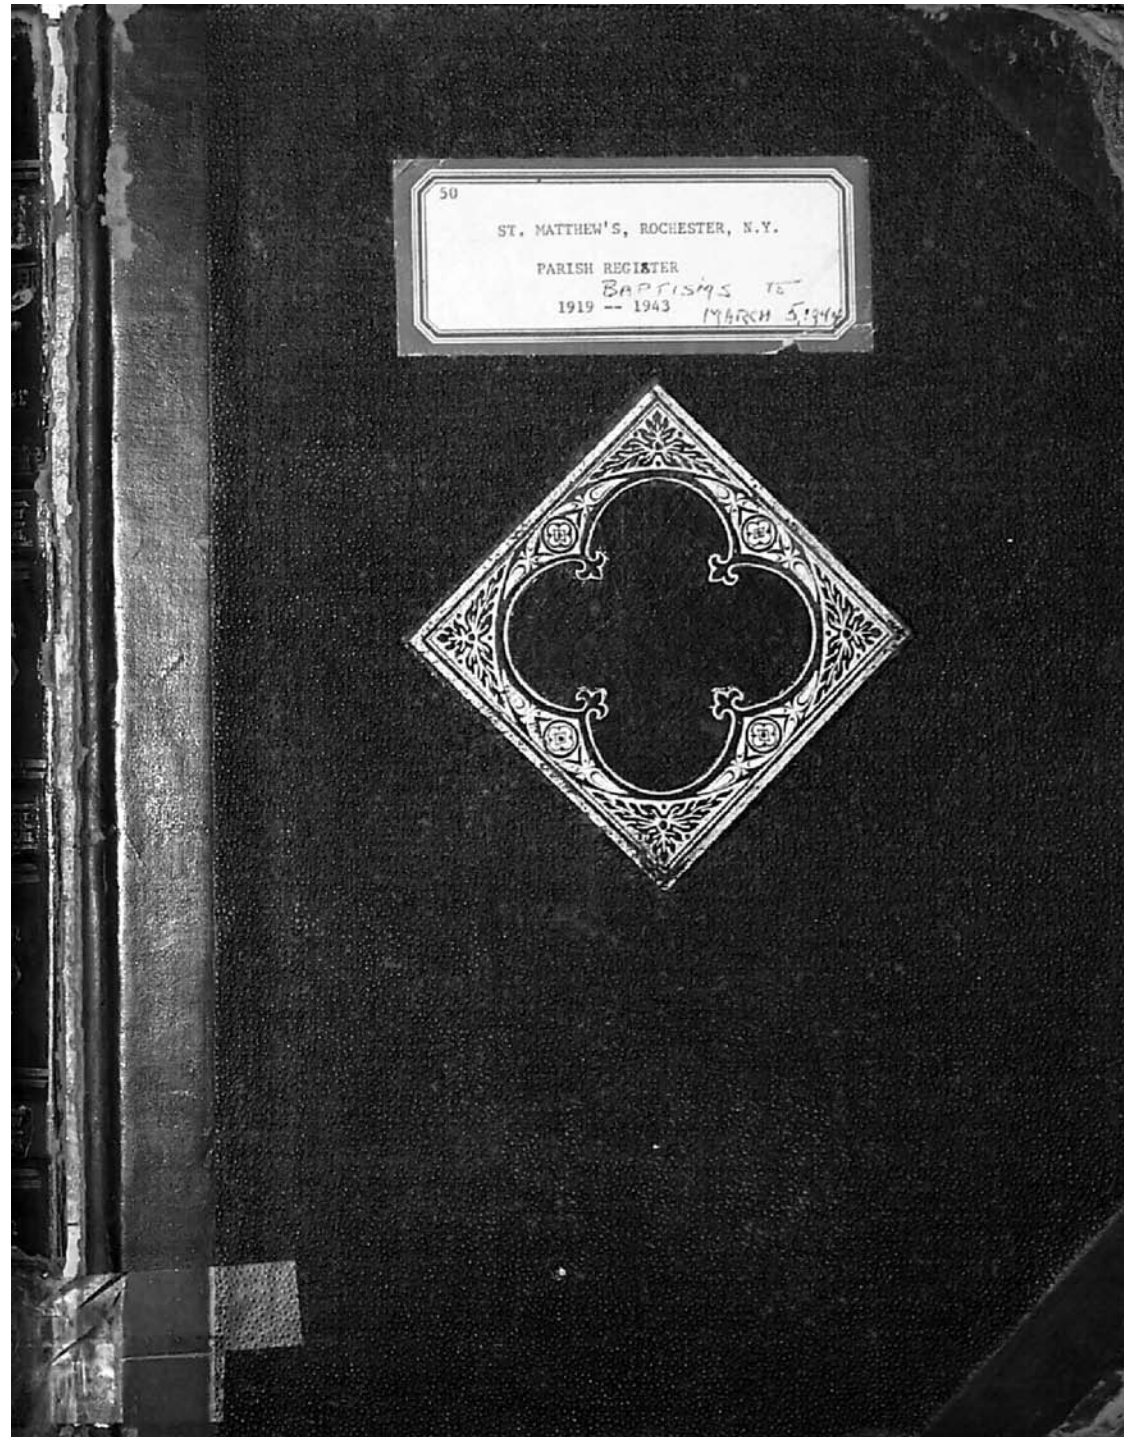 50
ST. MATTHEW'S, ROCHESTER, N.Y.
PARISH REGISTER
BAPTISMS TO
1919 -- 1943 MARCH 5, 1944